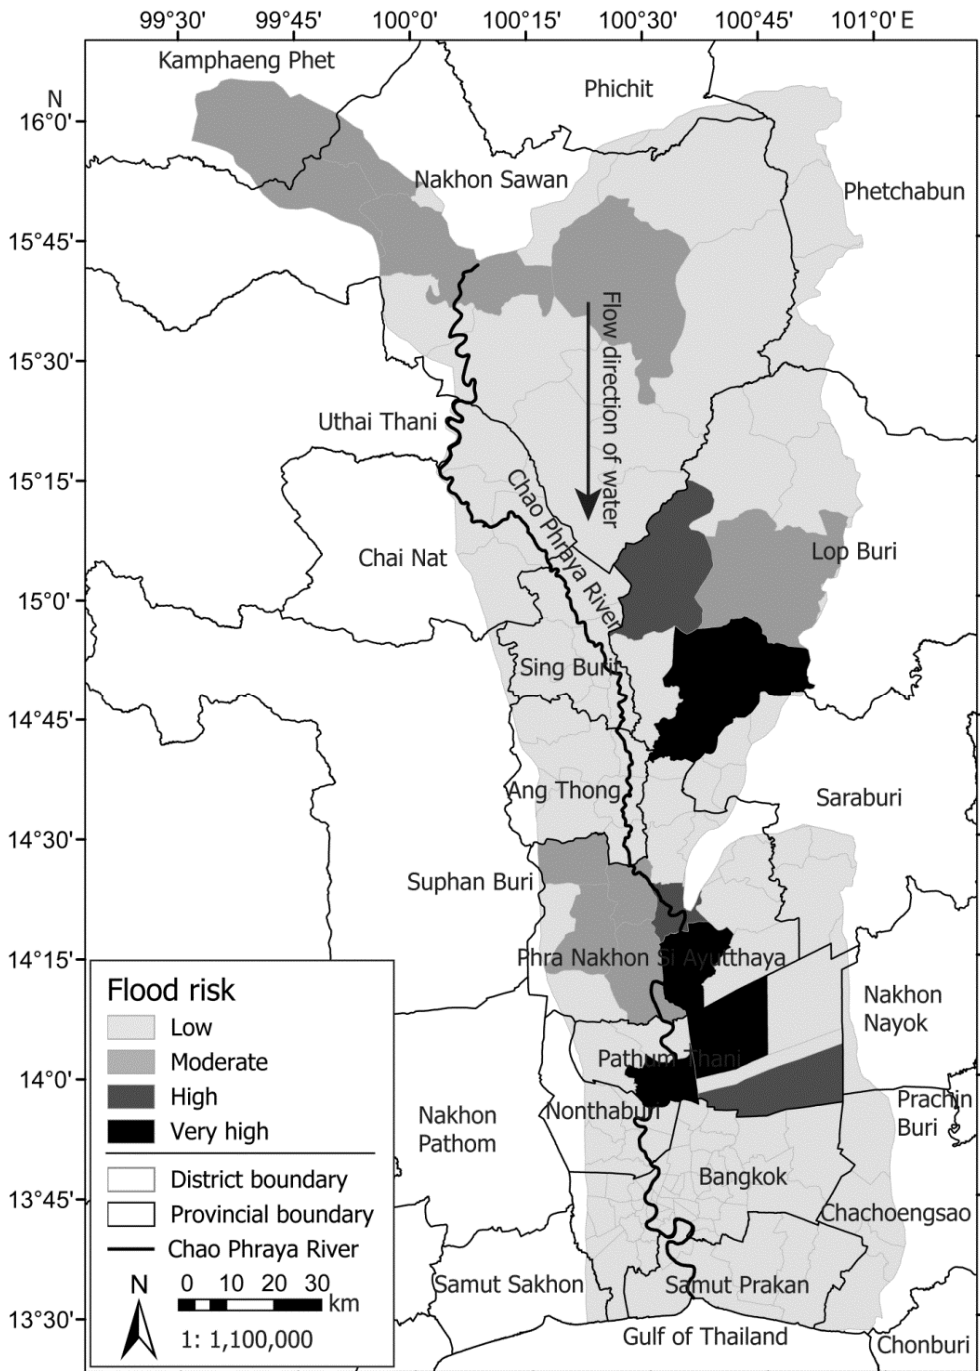 99°30' 99°45' 100°0' 100°15' 100°30' 100°45' 101°0' E
Kamphaeng Phet
Phichit
N
16°0'
Nakhon Sawan
Phetchabun
15°45'
Flow direction of water
15°30'
Uthai Thani
15°15'
Chao Phraya River
Chai Nat
Lop Buri
15°0'
Sing Buri
14°45'
Ang Thong
Saraburi
14°30'
Suphan Buri
14°15'
Phra Nakhon Si Ayutthaya
Nakhon
Nayok
Pathum Thani
14°0'
Nonthaburi
Prachin
Buri
Nakhon
Pathom
Bangkok
13°45'
Chachoengsao
Samut Sakhon
Samut Prakan
13°30'
Gulf of Thailand
Chonburi
Flood risk
Low
Moderate
High
Very high
District boundary
Provincial boundary
Chao Phraya River
N
0 10 20 30
km
1: 1,100,000